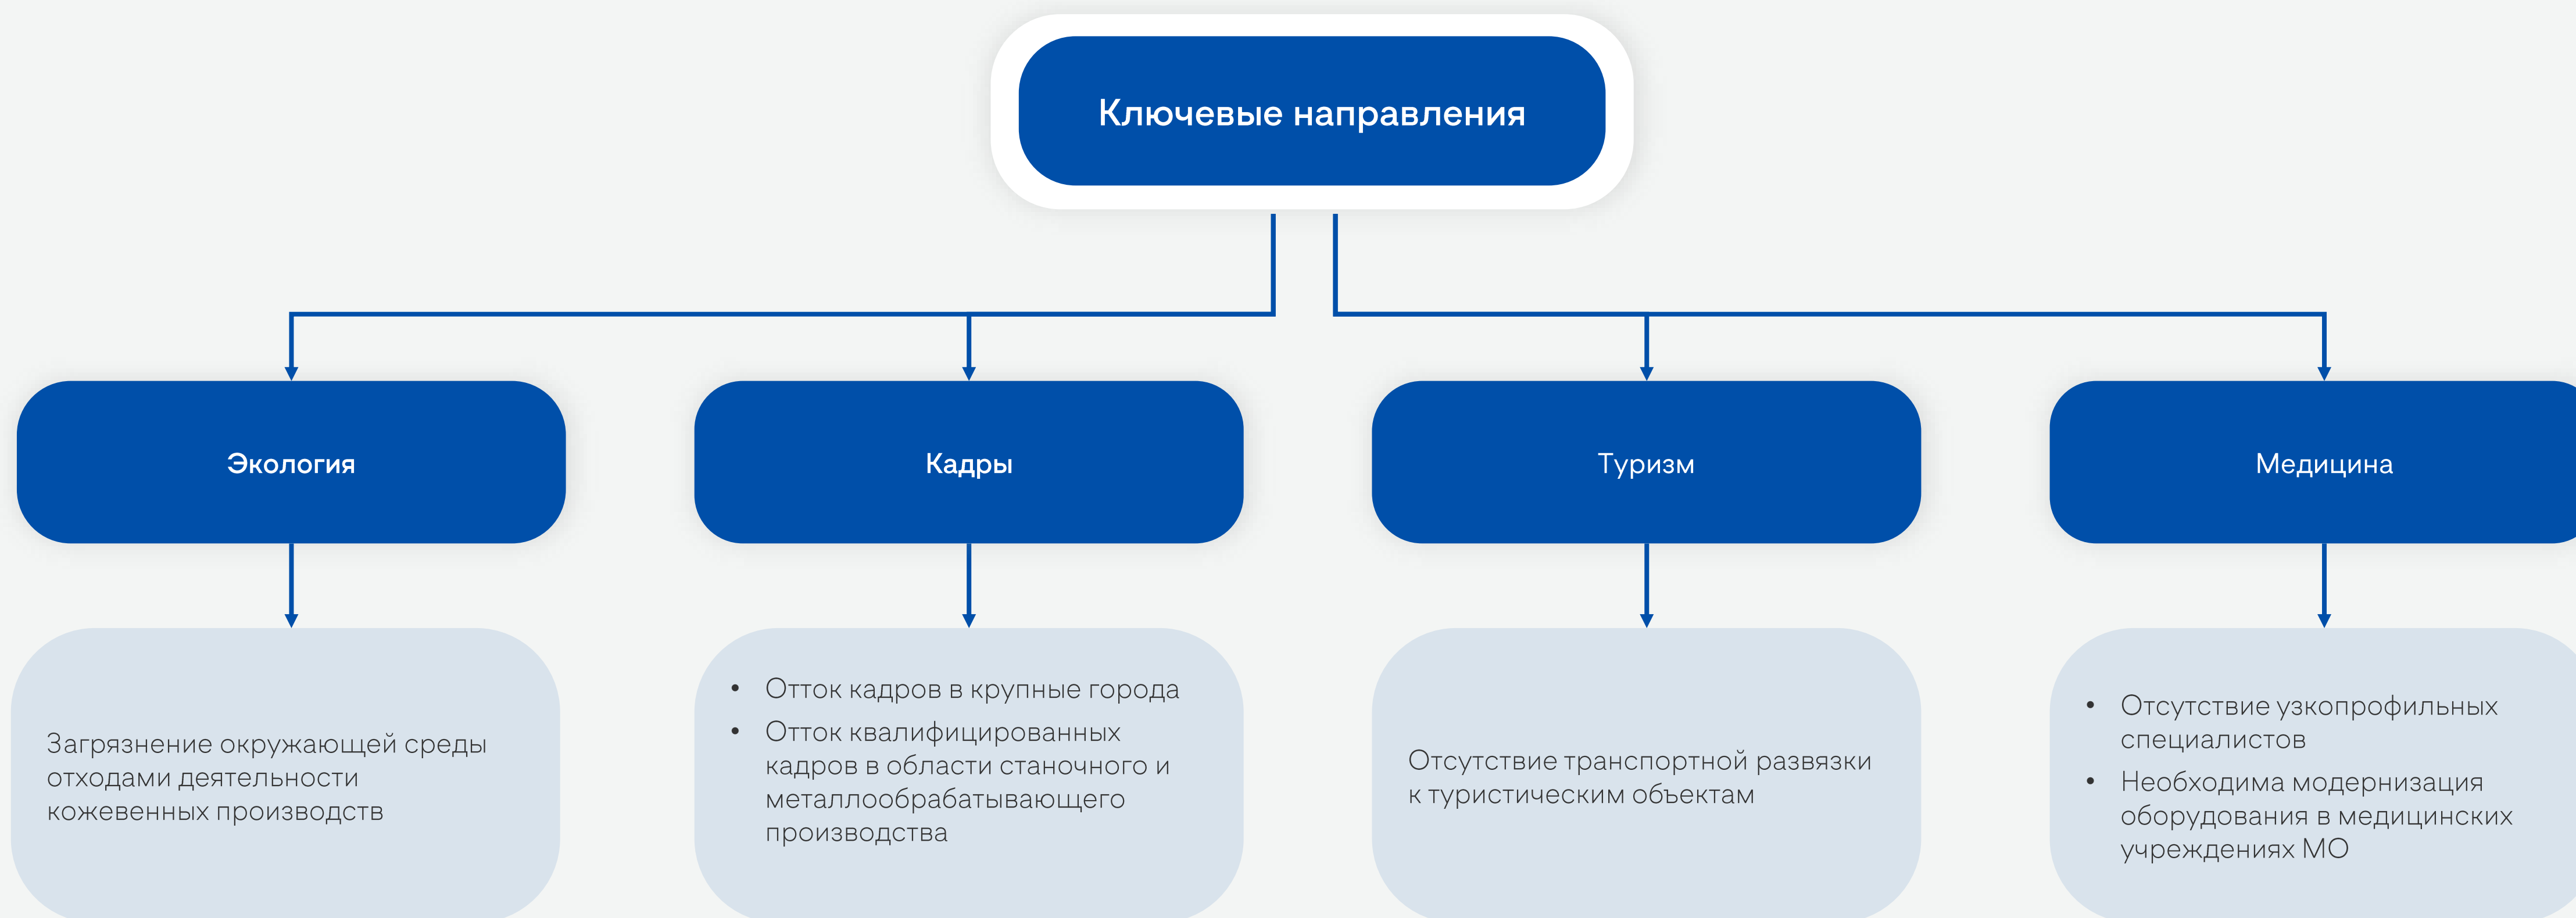 Ключевые направления
Экология
Кадры
Туризм
Медицина
Загрязнение окружающей среды
отходами деятельности
кожевенных производств
• Отток кадров в крупные города
• Отток квалифицированных
кадров в области станочного и
металлообрабатывающего
производства
Отсутствие транспортной развязки
к туристическим объектам
• Отсутствие узкопрофильных
специалистов
• Необходима модернизация
оборудования в медицинских
учреждениях МО